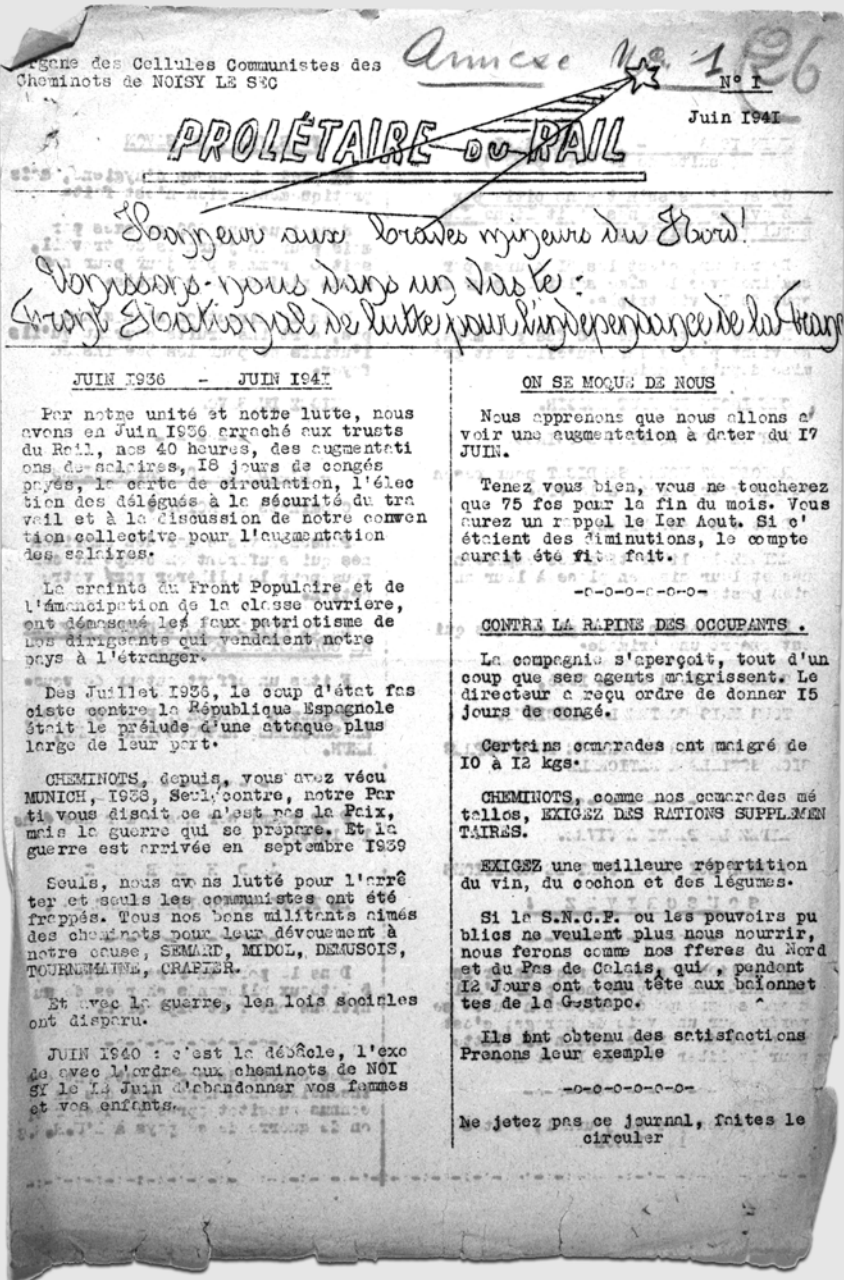 Organe des Cellules Communistes des
Cheminots de NOISY LE SEC
Annexe No 1
26
N° I
Juin 194I
PROLÉTAIRE DU RAIL
Honneur aux braves mineurs du Nord!
Unissons-nous dans un vaste:
Front National de lutte pour l'independance de la Franc
JUIN I936 - JUIN I94I
Par notre unité et notre lutte, nous
avons en Juin I936 arraché aux trusts
du Rail, nos 40 heures, des augmentati
ons de salaires, I8 jours de congés
payés, la carte de circulation, l'élec
tion des délégués à la sécurité du tra
vail et à la discussion de notre conven
tion collective pour l'augmentation
des salaires.
La crainte du Front Populaire et de
l'émancipation de la classe ouvrière,
ont démasqué les faux patriotisme de
nos dirigeants qui vendaient notre
pays à l'étranger.
Des Juillet I936, le coup d'état fas
ciste contre la République Espagnole
était le prélude d'une attaque plus
large de leur part.
CHEMINOTS, depuis, vous avez vécu
MUNICH, I938, Seul, contre, notre Par
ti vous disait ce n'est pas la Paix,
mais la guerre qui se prépare. Et la
guerre est arrivée en septembre I939
Seuls, nous avons lutté pour l'arrê
ter et seuls les communistes ont été
frappés. Tous nos bons militants aimés
des cheminots pour leur dévouement à
notre cause, SEMARD, MIDOL, DEMUSOIS,
TOURNEMAINE, CRAPIER.
Et avec la guerre, les lois sociales
ont disparu.
JUIN I940 : c'est la débâcle, l'exo
de avec l'ordre aux cheminots de NOI
SY le I3 Juin d'abandonner vos femmes
et vos enfants.
ON SE MOQUE DE NOUS
Nous apprenons que nous allons a
voir une augmentation à dater du I7
JUIN.
Tenez vous bien, vous ne toucherez
que 75 fcs pour la fin du mois. Vous
aurez un rappel le Ier Aout. Si c'
étaient des diminutions, le compte
aurait été fite fait.
-o-o-o-o-o-o-
CONTRE LA RAPINE DES OCCUPANTS .
La compagnie s'aperçoit, tout d'un
coup que ses agents maigrissent. Le
directeur a reçu ordre de donner I5
jours de congé.
Certains camarades ont maigré de
I0 à I2 kgs.
CHEMINOTS, comme nos camarades mé
tallos, EXIGEZ DES RATIONS SUPPLEMEN
TAIRES.
EXIGEZ une meilleure répartition
du vin, du cochon et des légumes.
Si la S.N.C.F. ou les pouvoirs pu
blics ne veulent plus nous nourrir,
nous ferons comme nos fferes du Nord
et du Pas de Calais, qui , pendant
I2 Jours ont tenu tête aux baïonnet
tes de la Gestapo.
Ils ont obtenu des satisfactions
Prenons leur exemple
-o-o-o-o-o-o-o-
Ne jetez pas ce journal, faites le
circuler